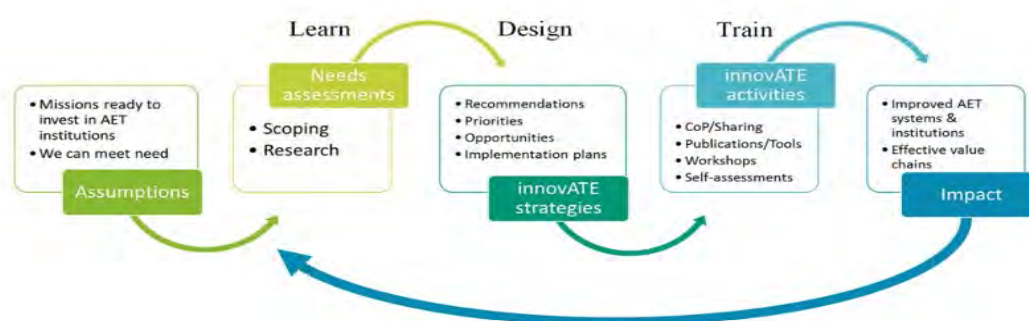 Learn
Design
Train
• Missions ready to
invest in AET
institutions
• We can meet need
Assumptions
Needs
assessments
• Scoping
• Research
• Recommendations
• Priorities
• Opportunities
• Implementation plans
innovATE
strategies
innovATE
activities
• CoP/Sharing
• Publications/Tools
• Workshops
• Self-assessments
• Improved AET
systems &
institutions
• Effective value
chains
Impact